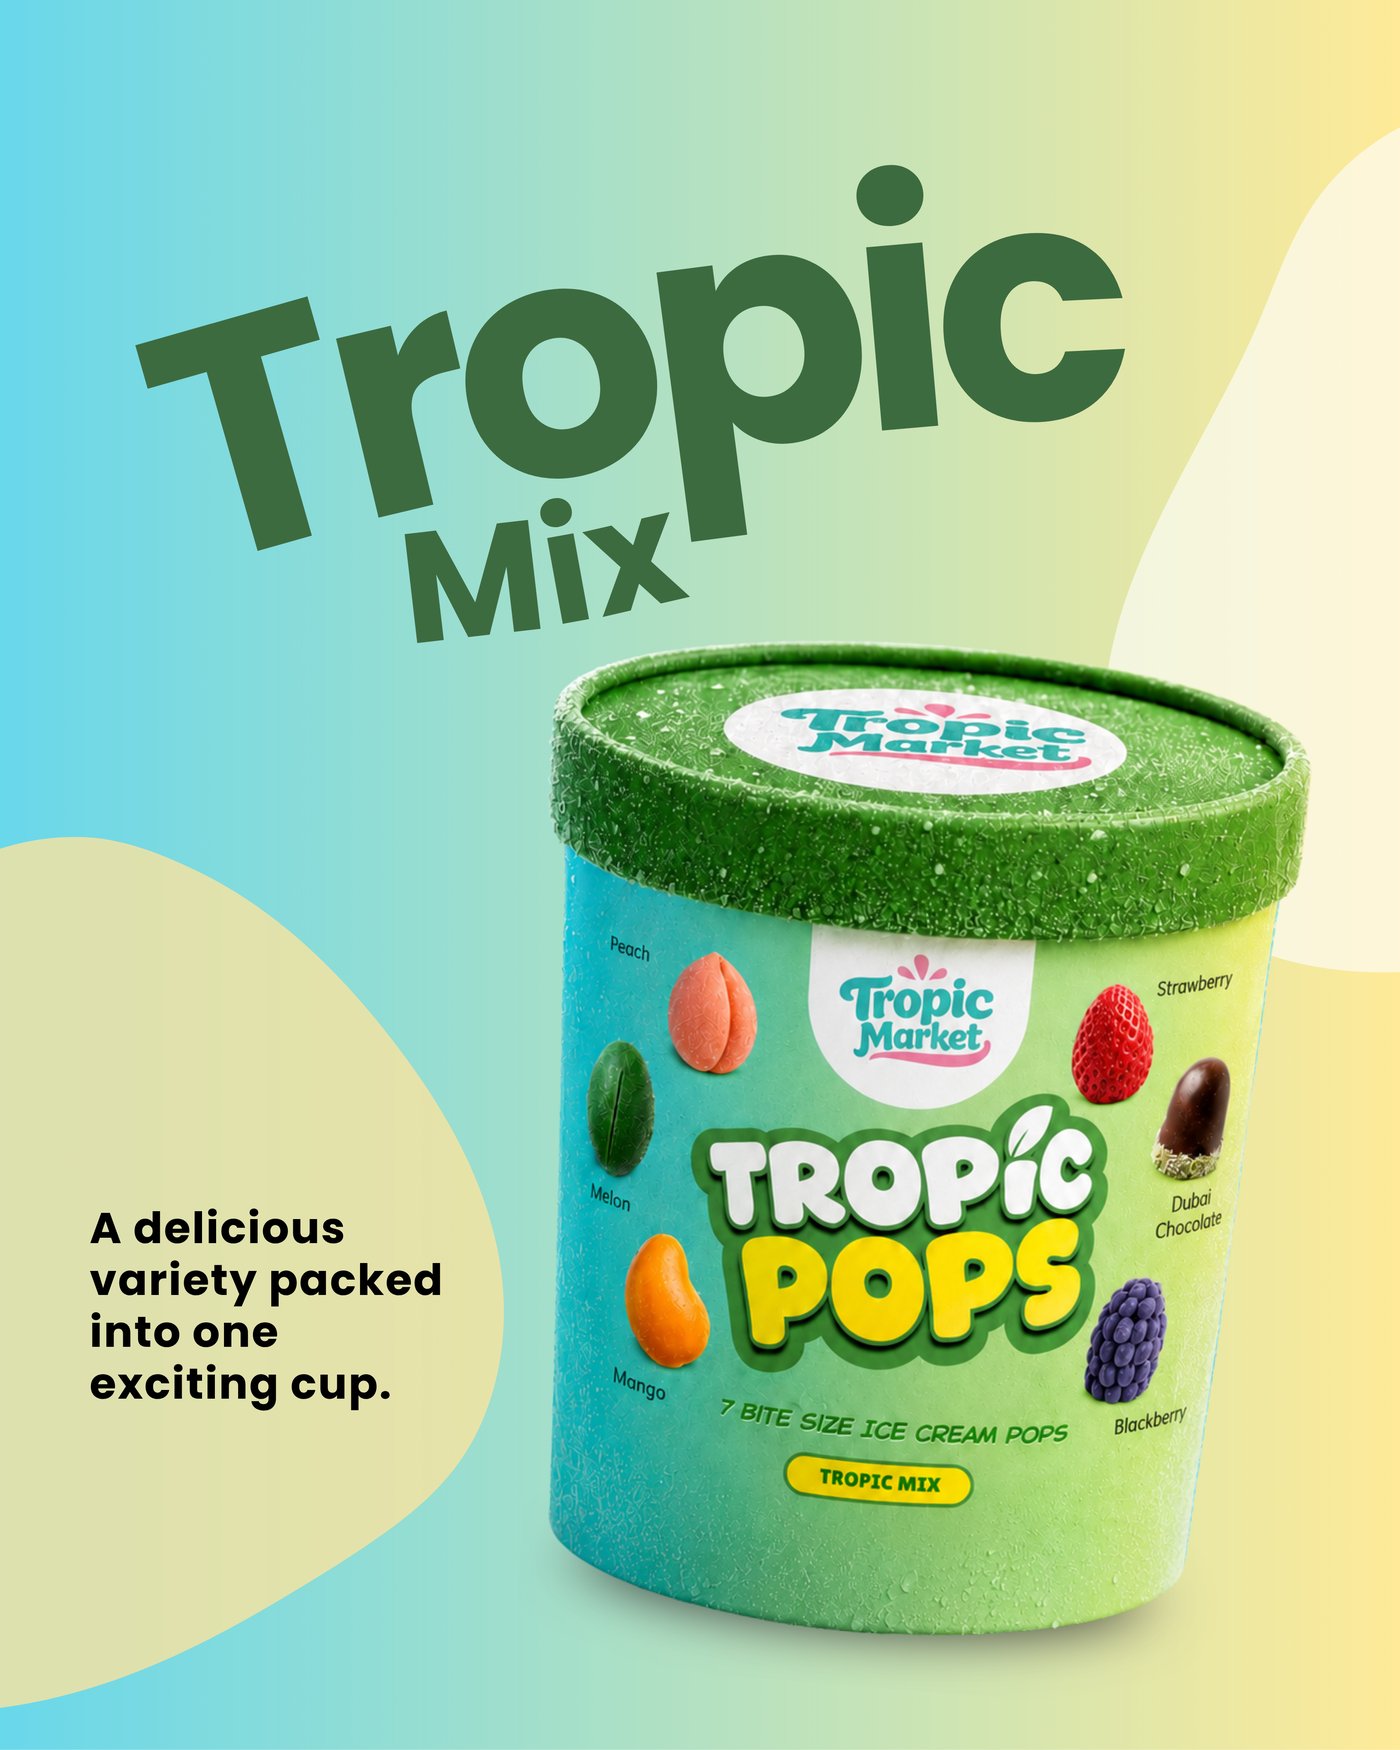 Tropic
Mix
Tropic
Market
Peach
Tropic
Market
Strawberry
Melon
Dubai
Chocolate
TROPiC
POPS
Mango
Blackberry
7 BITE SIZE ICE CREAM POPS
TROPIC MIX
A delicious
variety packed
into one
exciting cup.